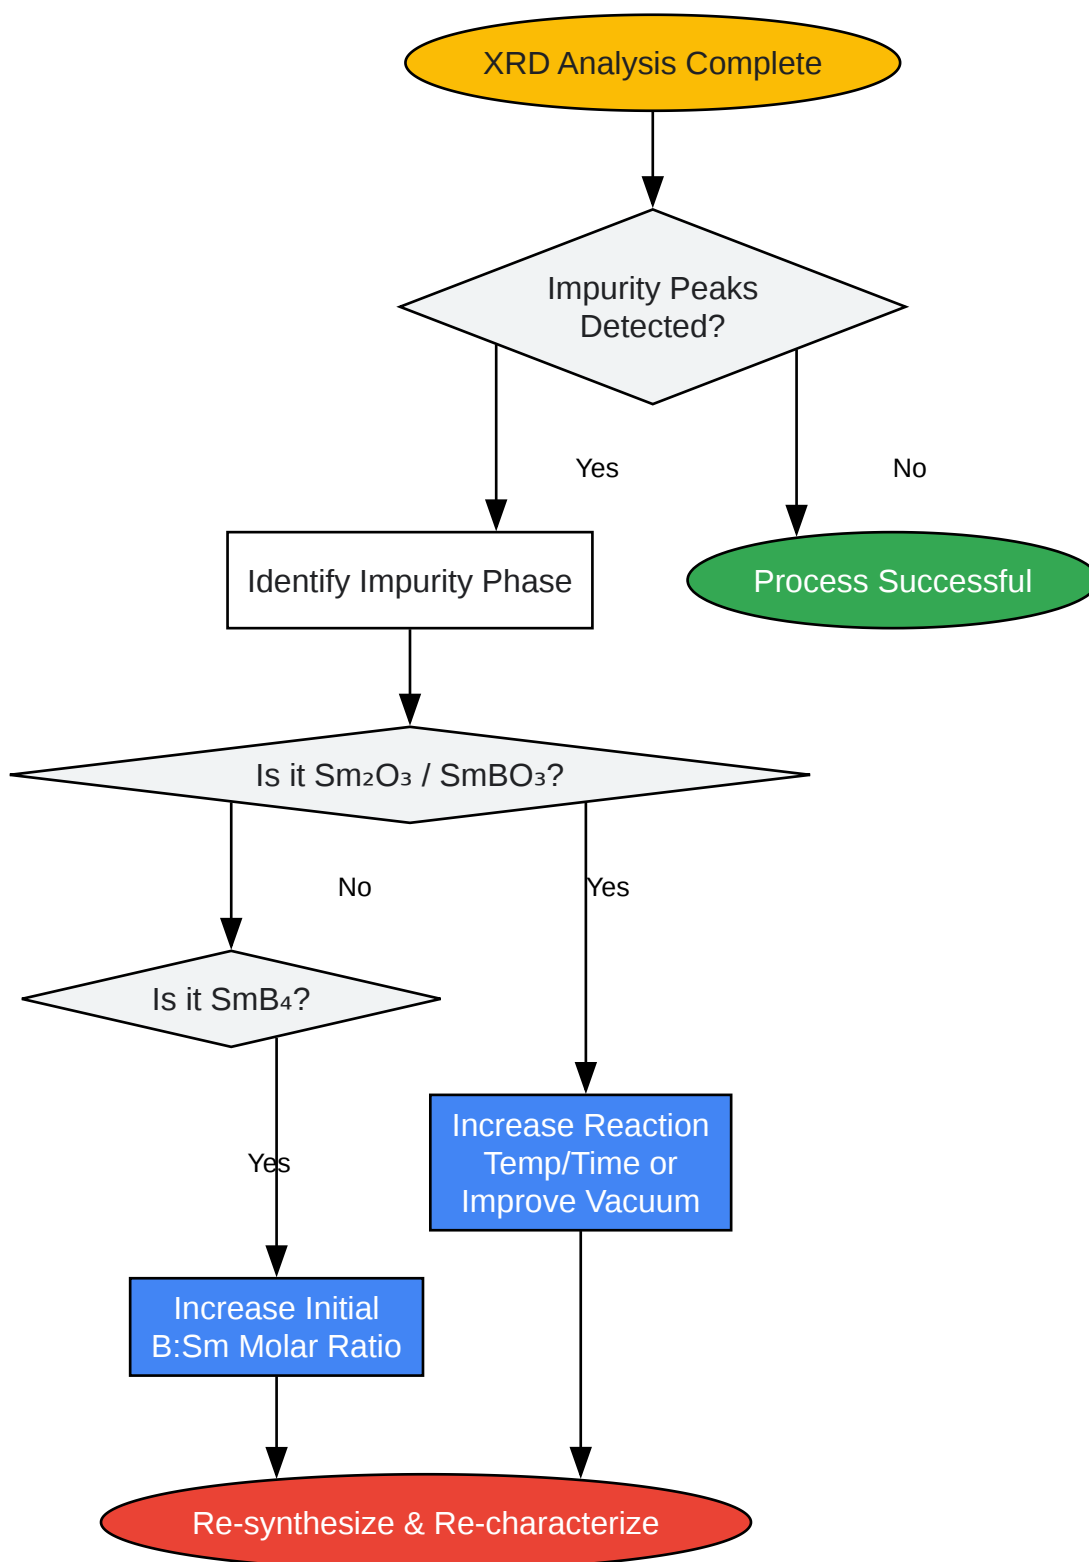 XRD Analysis Complete
Impurity Peaks
Detected?
Yes
No
Identify Impurity Phase
Process Successful
Is it Sm₂O₃ / SmBO₃?
No
Yes
Is it SmB₄?
Yes
Increase Reaction
Temp/Time or
Improve Vacuum
Increase Initial
B:Sm Molar Ratio
Re-synthesize & Re-characterize